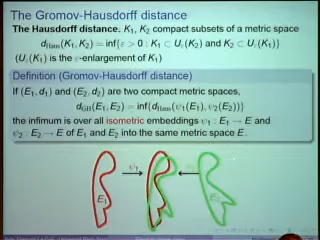 The Gromov-Hausdorff distance
The Hausdorff distance. K₁, K₂ compact subsets of a metric space
d_Haus(K₁, K₂) = inf{ε > 0 : K₁ ⊂ U_ε(K₂) and K₂ ⊂ U_ε(K₁)}
(U_ε(K₁) is the ε-enlargement of K₁)
Definition (Gromov-Hausdorff distance)
If (E₁, d₁) and (E₂, d₂) are two compact metric spaces,
d_GH(E₁, E₂) = inf{d_Haus(ψ₁(E₁), ψ₂(E₂))}
the infimum is over all isometric embeddings ψ₁ : E₁ → E and
ψ₂ : E₂ → E of E₁ and E₂ into the same metric space E.
E₁ ψ₁ E₂